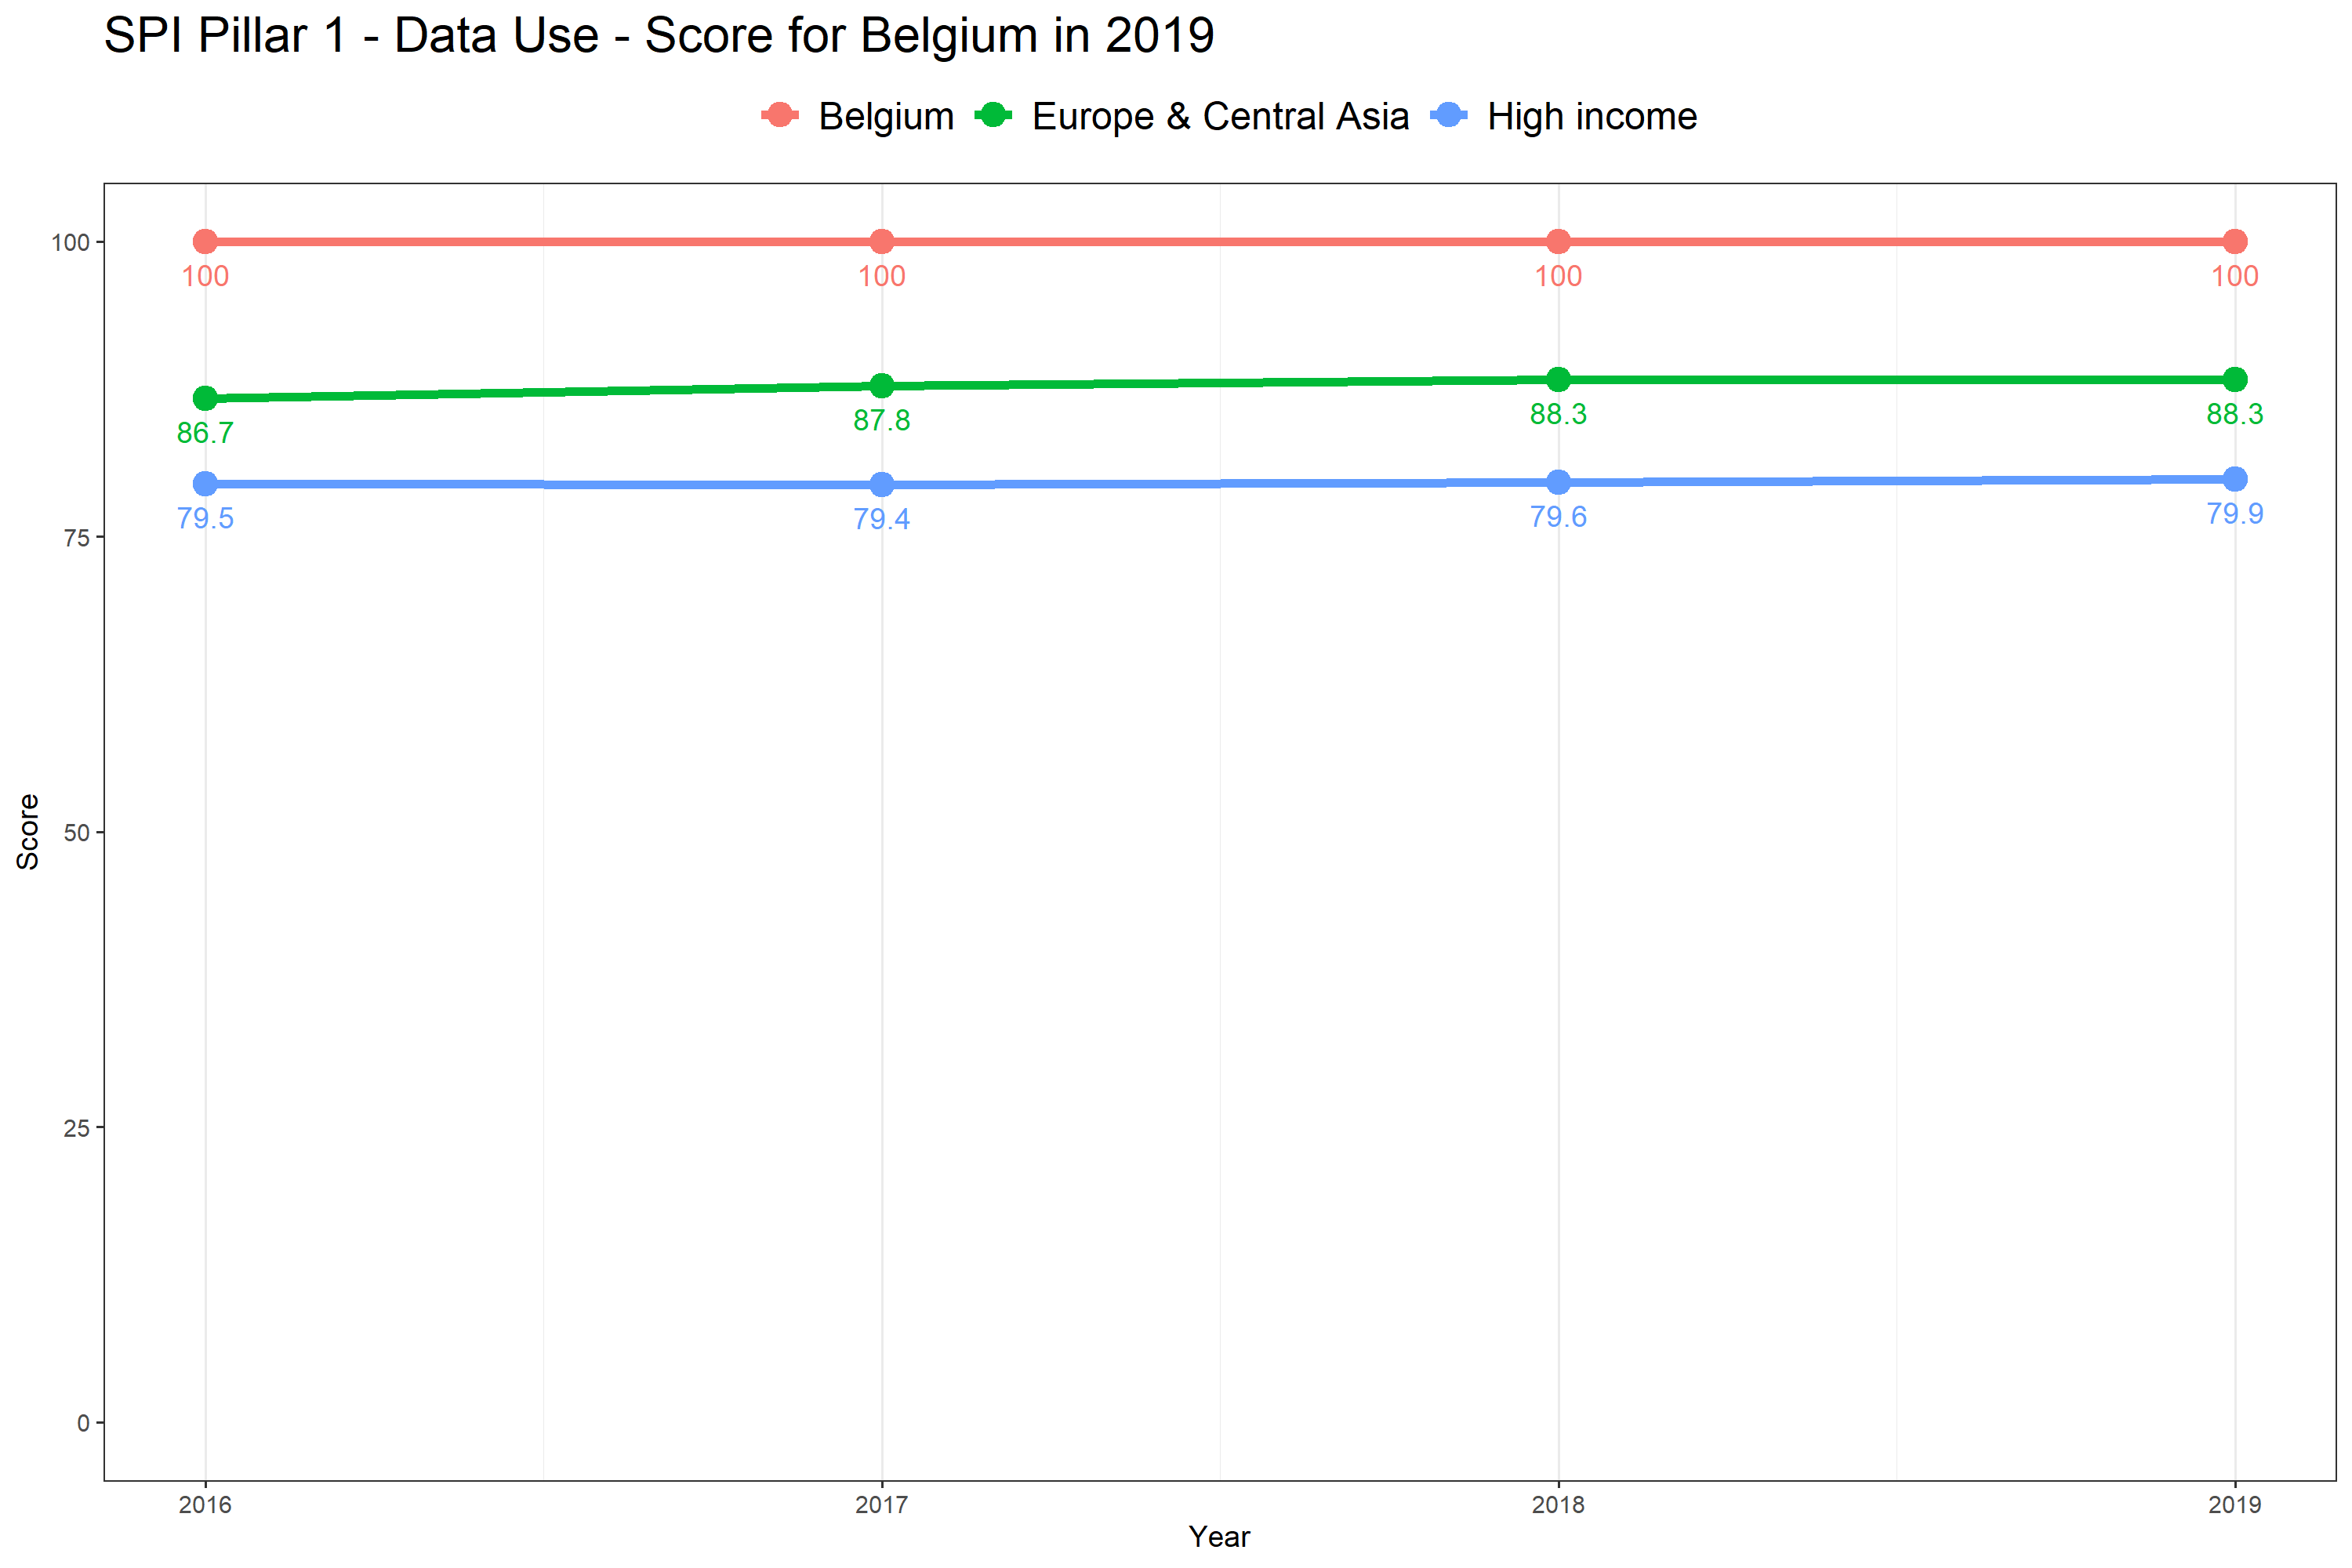 SPI Pillar 1 - Data Use - Score for Belgium in 2019
Belgium Europe & Central Asia High income
100
100 100 100 100
86.7 87.8 88.3 88.3
79.5 79.4 79.6 79.9
75
50
Score
25
0
2016 2017 2018 2019
Year